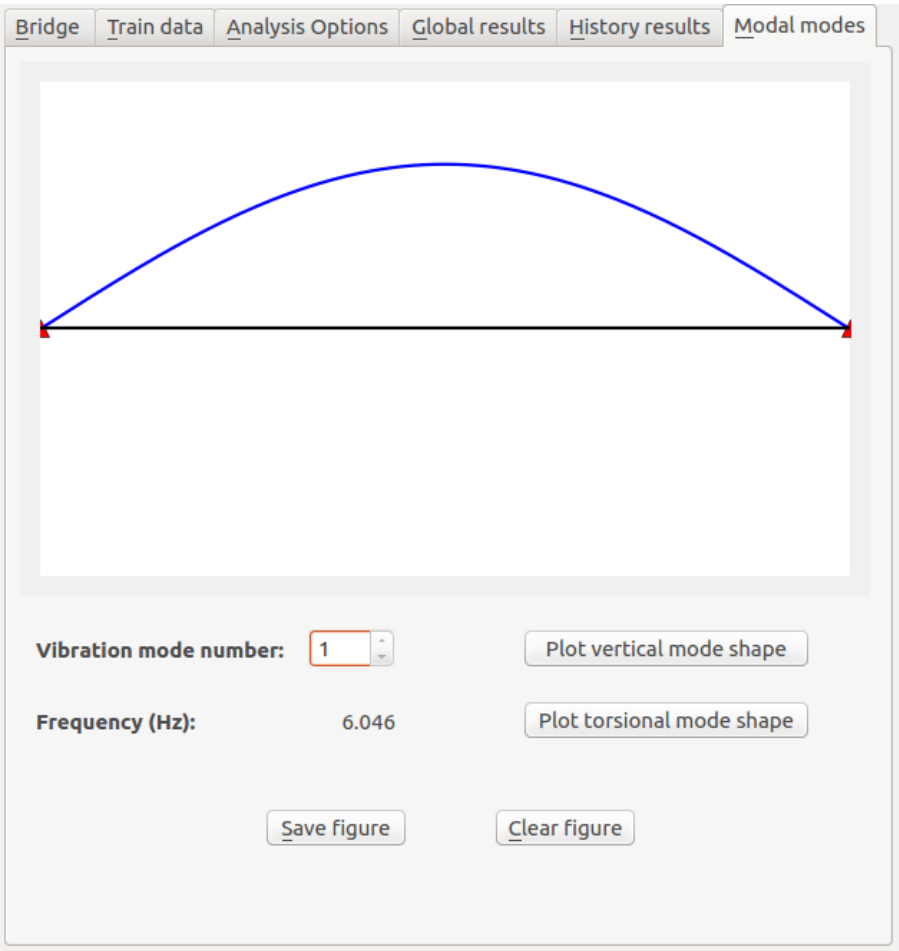 Bridge Train data Analysis Options Global results History results Modal modes
Vibration mode number: 1 Plot vertical mode shape
Frequency (Hz): 6.046 Plot torsional mode shape
Save figure Clear figure